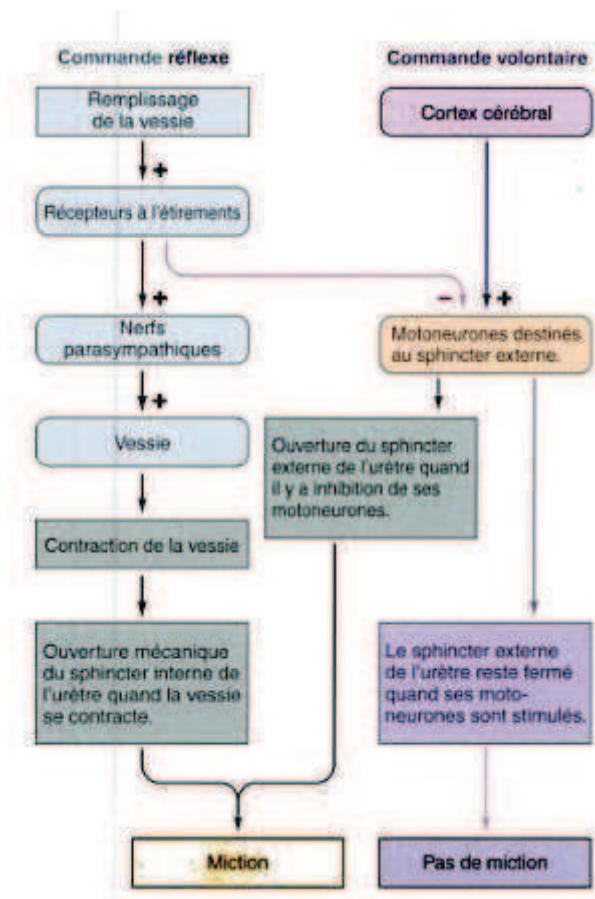 Commande réflexe
Remplissage
de la vessie
+
Récepteurs à l'étirements
+
Nerfs
parasympathiques
+
Vessie
Contraction de la vessie
Ouverture mécanique
du sphincter interne de
l'urètre quand la vessie
se contracte.
Commande volontaire
Cortex cérébral
− +
Motoneurones destinés
au sphincter externe.
Ouverture du sphincter
externe de l'urètre quand
il y a inhibition de ses
motoneurones.
Le sphincter externe
de l'urètre reste fermé
quand ses moto-
neurones sont stimulés.
Miction
Pas de miction